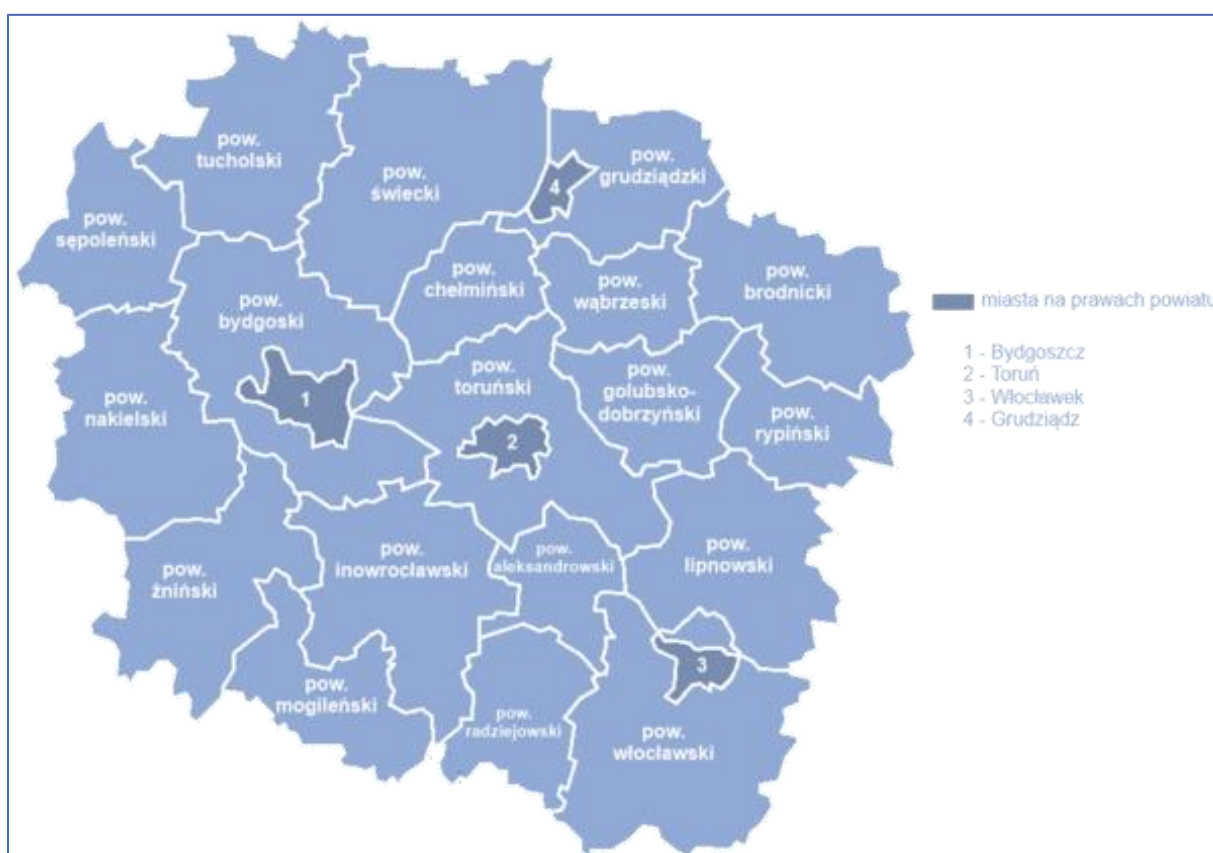 pow.
tucholski
pow.
świecki
pow.
grudziądzki
4
pow.
sępoleński
pow.
chełmiński
pow.
wąbrzeski
pow.
brodnicki
pow.
bydgoski
miasta na prawach powiatu
1 - Bydgoszcz
2 - Toruń
3 - Włocławek
4 - Grudziądz
pow.
nakielski
1
pow.
toruński
pow.
golubsko-
dobrzyński
pow.
rypiński
2
pow.
żniński
pow.
inowrocławski
pow.
aleksandrowski
pow.
lipnowski
3
pow.
mogileński
pow.
radziejowski
pow.
włocławski